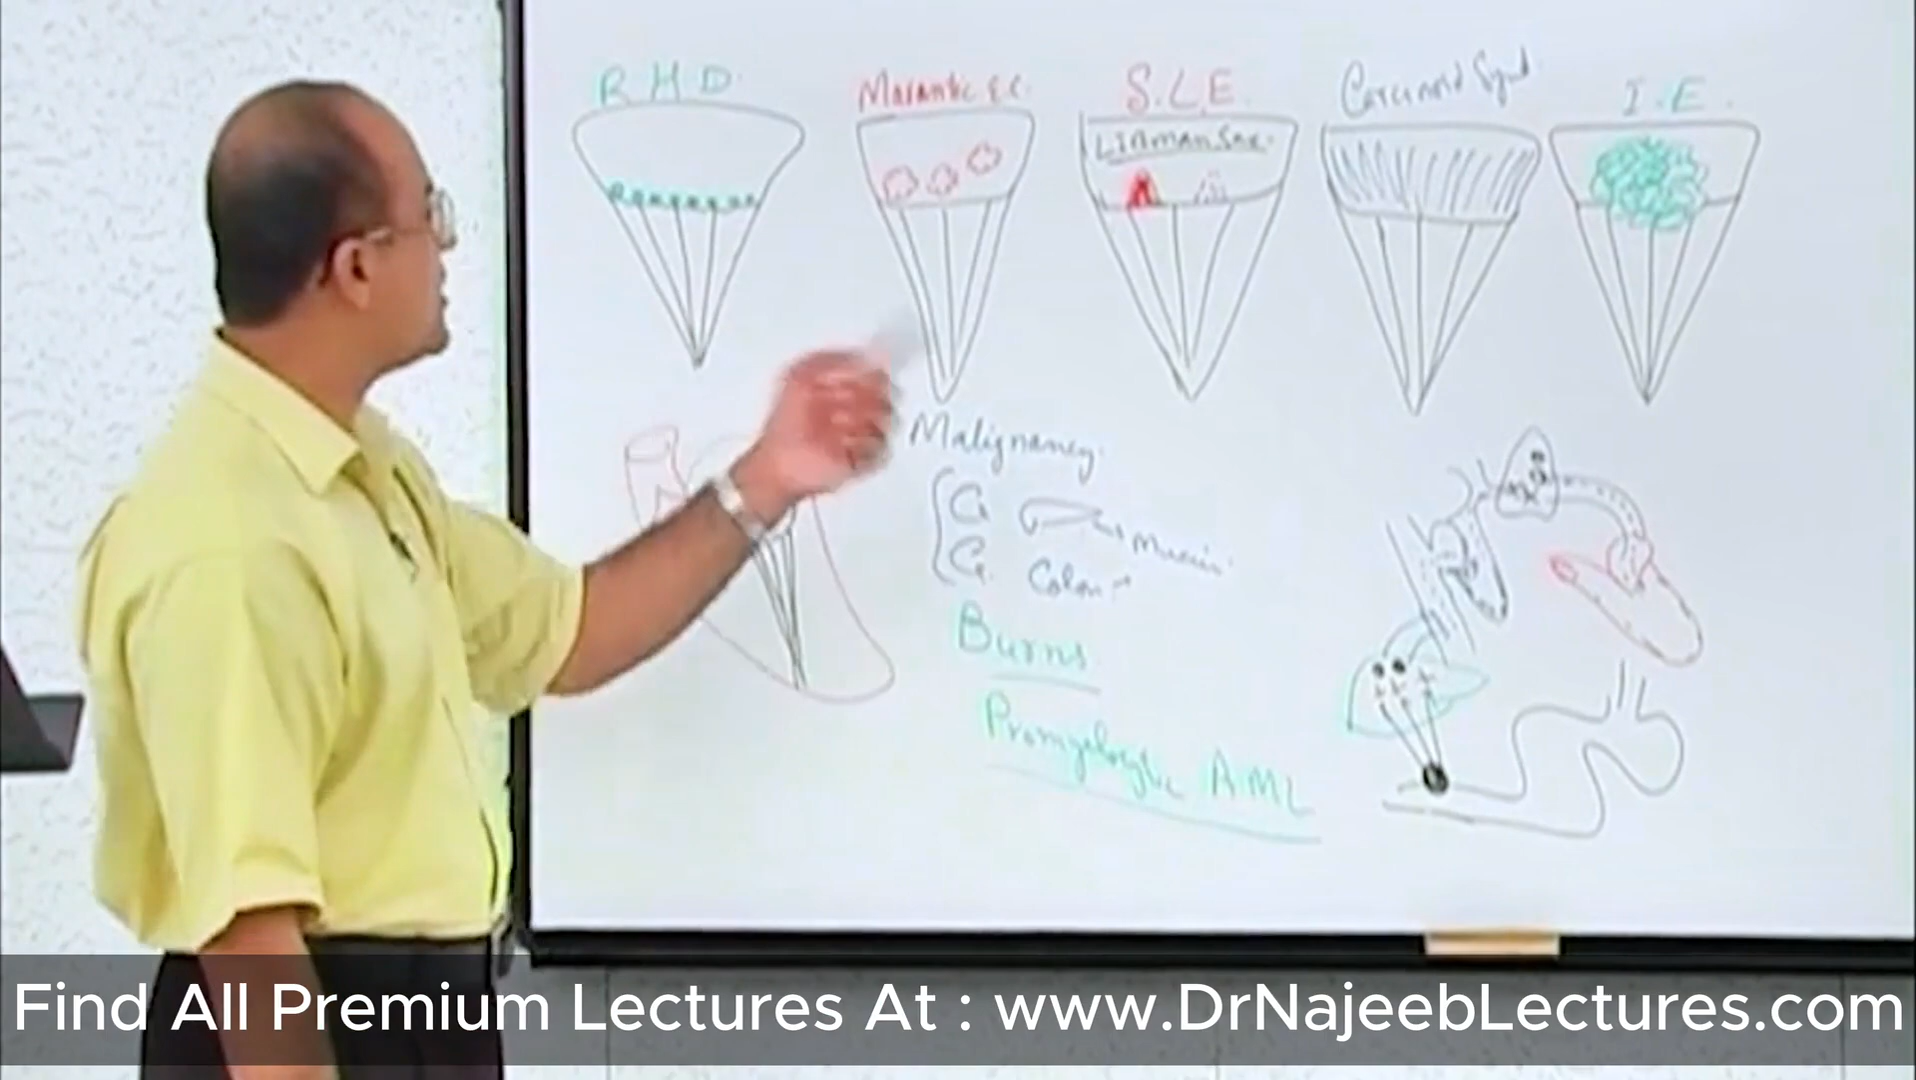 R H D.
Marantic E.C.
S.L.E.
Carcinoid Synd
I.E.
LIBMAN SAC.
Malignancy.
Ca
Mucin.
Ca. Colon
Burns
Promyelocytic AML
Find All Premium Lectures At : www.DrNajeebLectures.com